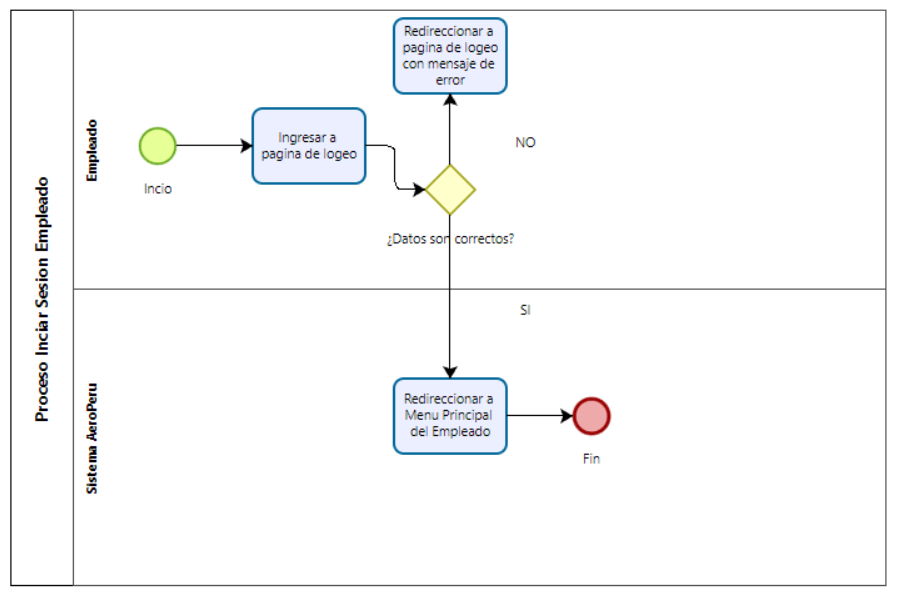 Proceso Inciar Sesion Empleado
Empleado
Incio
Ingresar a
pagina de logeo
Redireccionar a
pagina de logeo
con mensaje de
error
NO
¿Datos son correctos?
SI
Sistema AeroPeru
Redireccionar a
Menu Principal
del Empleado
Fin